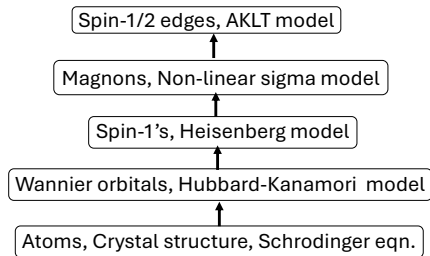 Spin-1/2 edges, AKLT model
Magnons, Non-linear sigma model
Spin-1's, Heisenberg model
Wannier orbitals, Hubbard-Kanamori model
Atoms, Crystal structure, Schrodinger eqn.